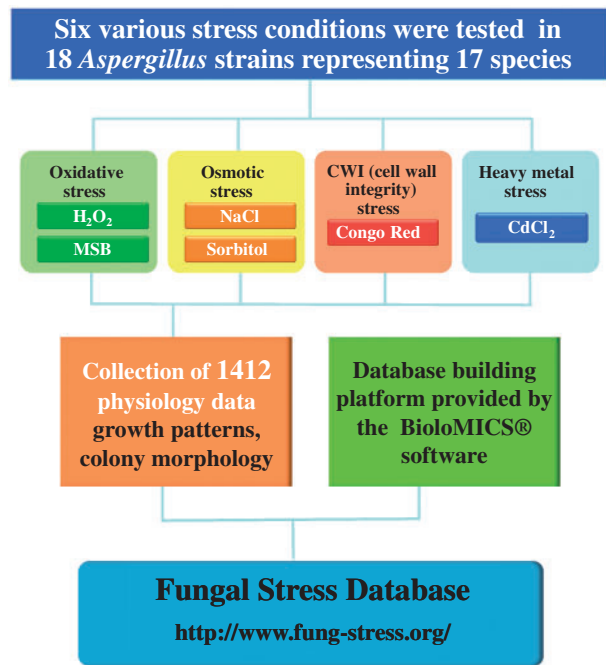 Six various stress conditions were tested in
18 Aspergillus strains representing 17 species
Oxidative
stress
H₂O₂
MSB
Osmotic
stress
NaCl
Sorbitol
CWI (cell wall
integrity)
stress
Congo Red
Heavy metal
stress
CdCl₂
Collection of 1412
physiology data
growth patterns,
colony morphology
Database building
platform provided by
the BioloMICS®
software
Fungal Stress Database
http://www.fung-stress.org/